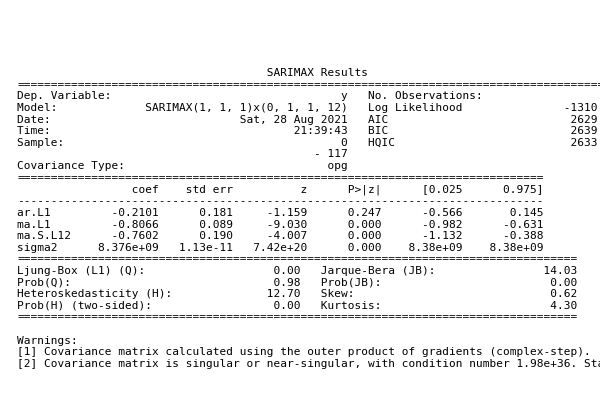 SARIMAX Results
==============================================================================
Dep. Variable:                                  y   No. Observations:
Model:             SARIMAX(1, 1, 1)x(0, 1, 1, 12)   Log Likelihood               -1310
Date:                            Sat, 28 Aug 2021   AIC                           2629
Time:                                    21:39:43   BIC                           2639
Sample:                                         0   HQIC                          2633
- 117
Covariance Type:                              opg
==============================================================================
coef    std err          z      P>|z|      [0.025      0.975]
------------------------------------------------------------------------------
ar.L1         -0.2101      0.181     -1.159      0.247      -0.566       0.145
ma.L1         -0.8066      0.089     -9.030      0.000      -0.982      -0.631
ma.S.L12      -0.7602      0.190     -4.007      0.000      -1.132      -0.388
sigma2      8.376e+09   1.13e-11   7.42e+20      0.000    8.38e+09    8.38e+09
===================================================================================
Ljung-Box (L1) (Q):                   0.00   Jarque-Bera (JB):                14.03
Prob(Q):                              0.98   Prob(JB):                         0.00
Heteroskedasticity (H):              12.70   Skew:                             0.62
Prob(H) (two-sided):                  0.00   Kurtosis:                         4.30
===================================================================================
Warnings:
[1] Covariance matrix calculated using the outer product of gradients (complex-step).
[2] Covariance matrix is singular or near-singular, with condition number 1.98e+36. Sta